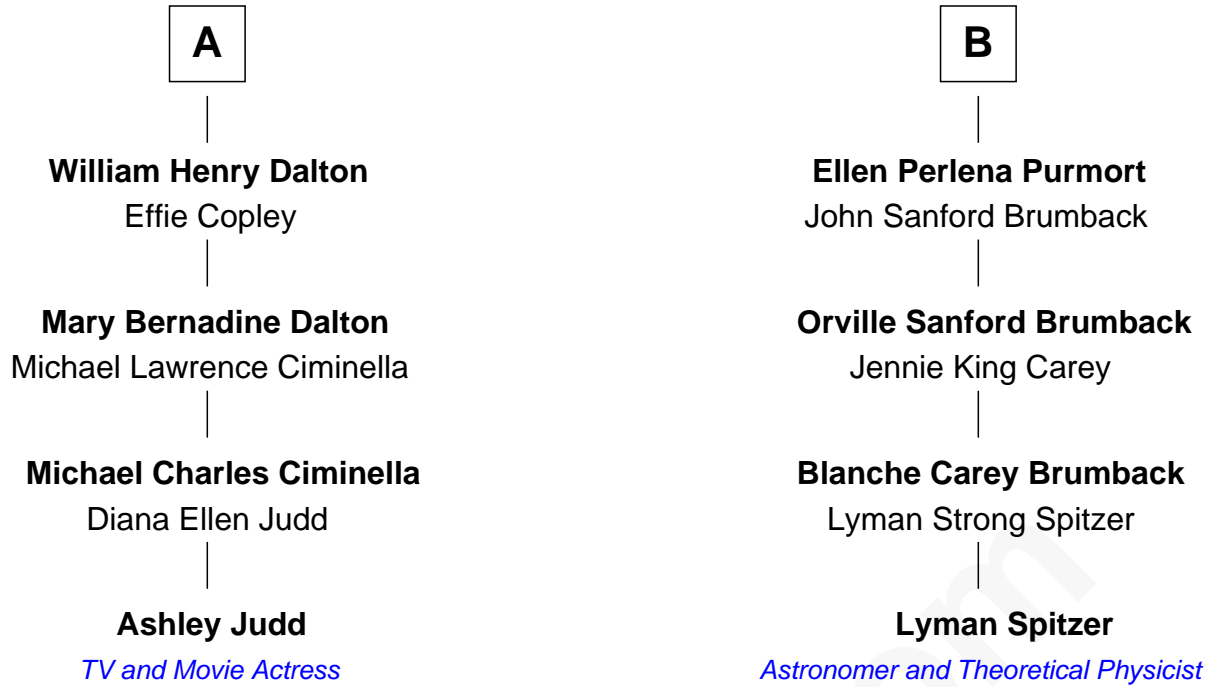 A
William Henry Dalton
Effie Copley
Mary Bernadine Dalton
Michael Lawrence Ciminella
Michael Charles Ciminella
Diana Ellen Judd
Ashley Judd
TV and Movie Actress
B
Ellen Perlena Purmort
John Sanford Brumback
Orville Sanford Brumback
Jennie King Carey
Blanche Carey Brumback
Lyman Strong Spitzer
Lyman Spitzer
Astronomer and Theoretical Physicist